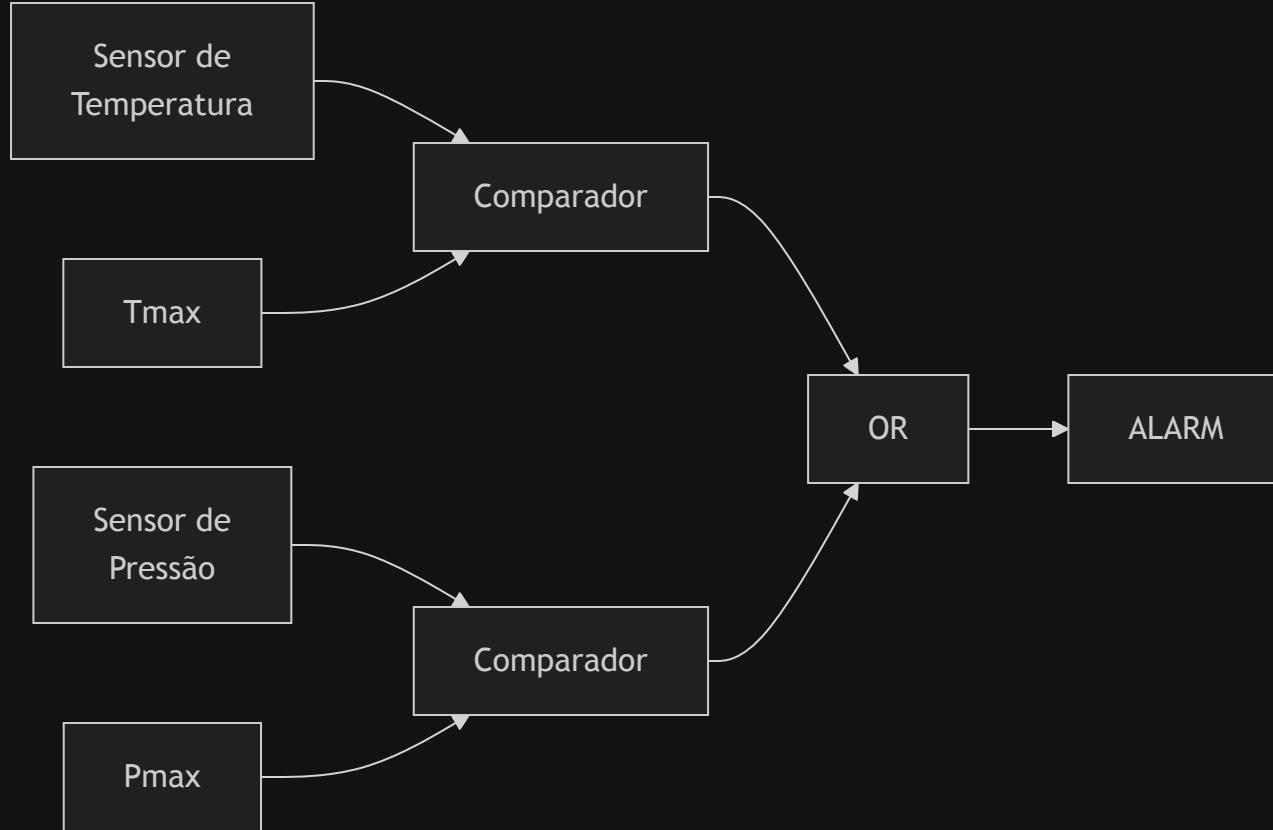 Sensor de
Temperatura
Comparador
Tmax
OR
ALARM
Sensor de
Pressão
Comparador
Pmax